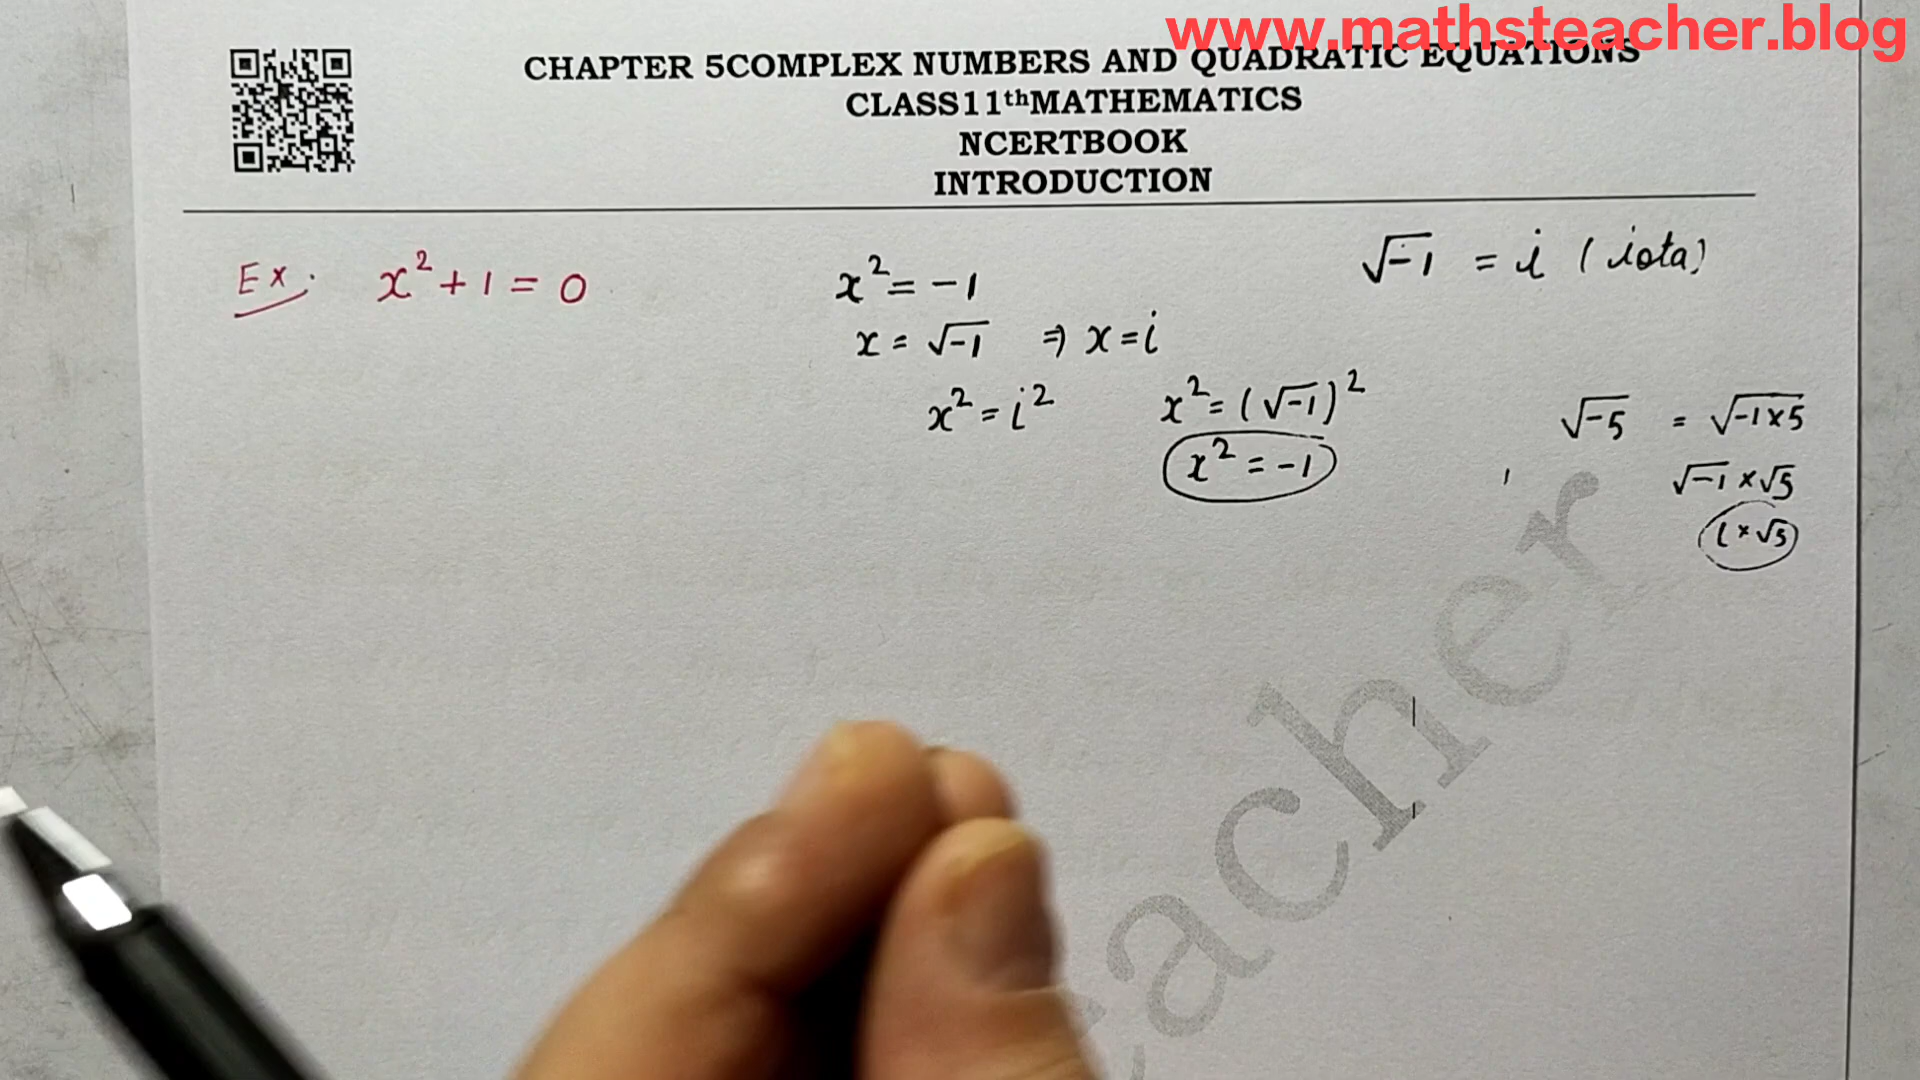 www.mathsteacher.blog
CHAPTER 5COMPLEX NUMBERS AND QUADRATIC EQUATIONS
CLASS11thMATHEMATICS
NCERTBOOK
INTRODUCTION
Ex. x² + 1 = 0
x² = -1
x = √-1 ⇒ x = i
x² = i²
x² = (√-1)²
x² = -1
√-1 = i (iota)
√-5 = √-1×5
√-1 × √5
i × √5
eacher